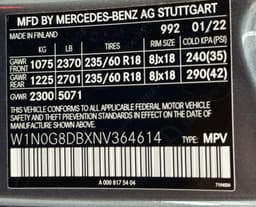 MFD BY MERCEDES-BENZ AG STUTTGART
MADE IN FINLAND 992 01/22
KG LB TIRES RIM SIZE COLD KPA(PSI)
GAWR FRONT 1075 2370 235/60 R18 8Jx18 240(35)
GAWR REAR 1225 2701 235/60 R18 8Jx18 290(42)
GVWR 2300 5071
THIS VEHICLE CONFORMS TO ALL APPLICABLE FEDERAL MOTOR VEHICLE
SAFETY AND THEFT PREVENTION STANDARDS IN EFFECT ON THE DATE OF
MANUFACTURE SHOWN ABOVE.
W1N0G8DBXNV364614 TYPE: MPV
A 000 817 54 04